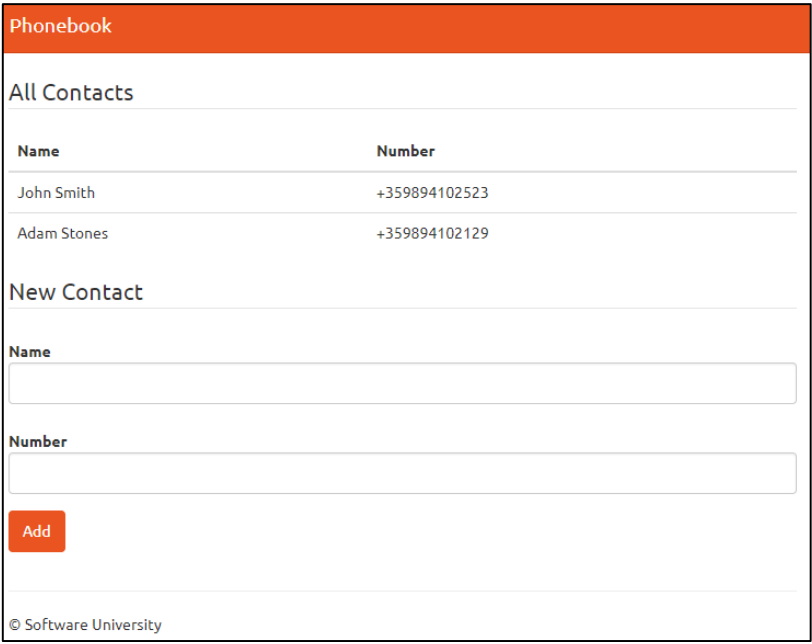 Phonebook
All Contacts
Name Number
John Smith +359894102523
Adam Stones +359894102129
New Contact
Name
Number
Add
© Software University